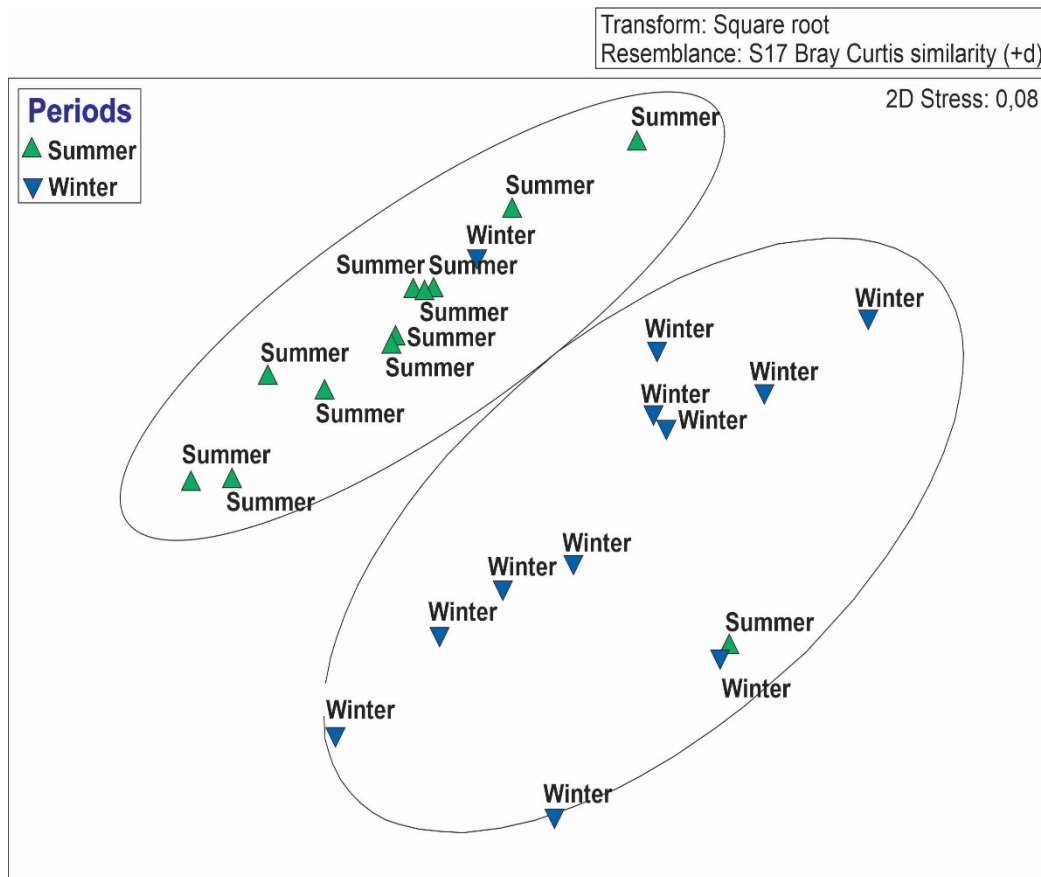 Transform: Square root
Resemblance: S17 Bray Curtis similarity (+d)
2D Stress: 0,08
Periods
Summer
Winter
Summer
Summer
Winter
Summer
Summer
Summer
Summer
Summer
Summer
Summer
Summer
Summer
Winter
Winter
Winter
Winter
Winter
Winter
Winter
Winter
Summer
Winter
Winter
Winter